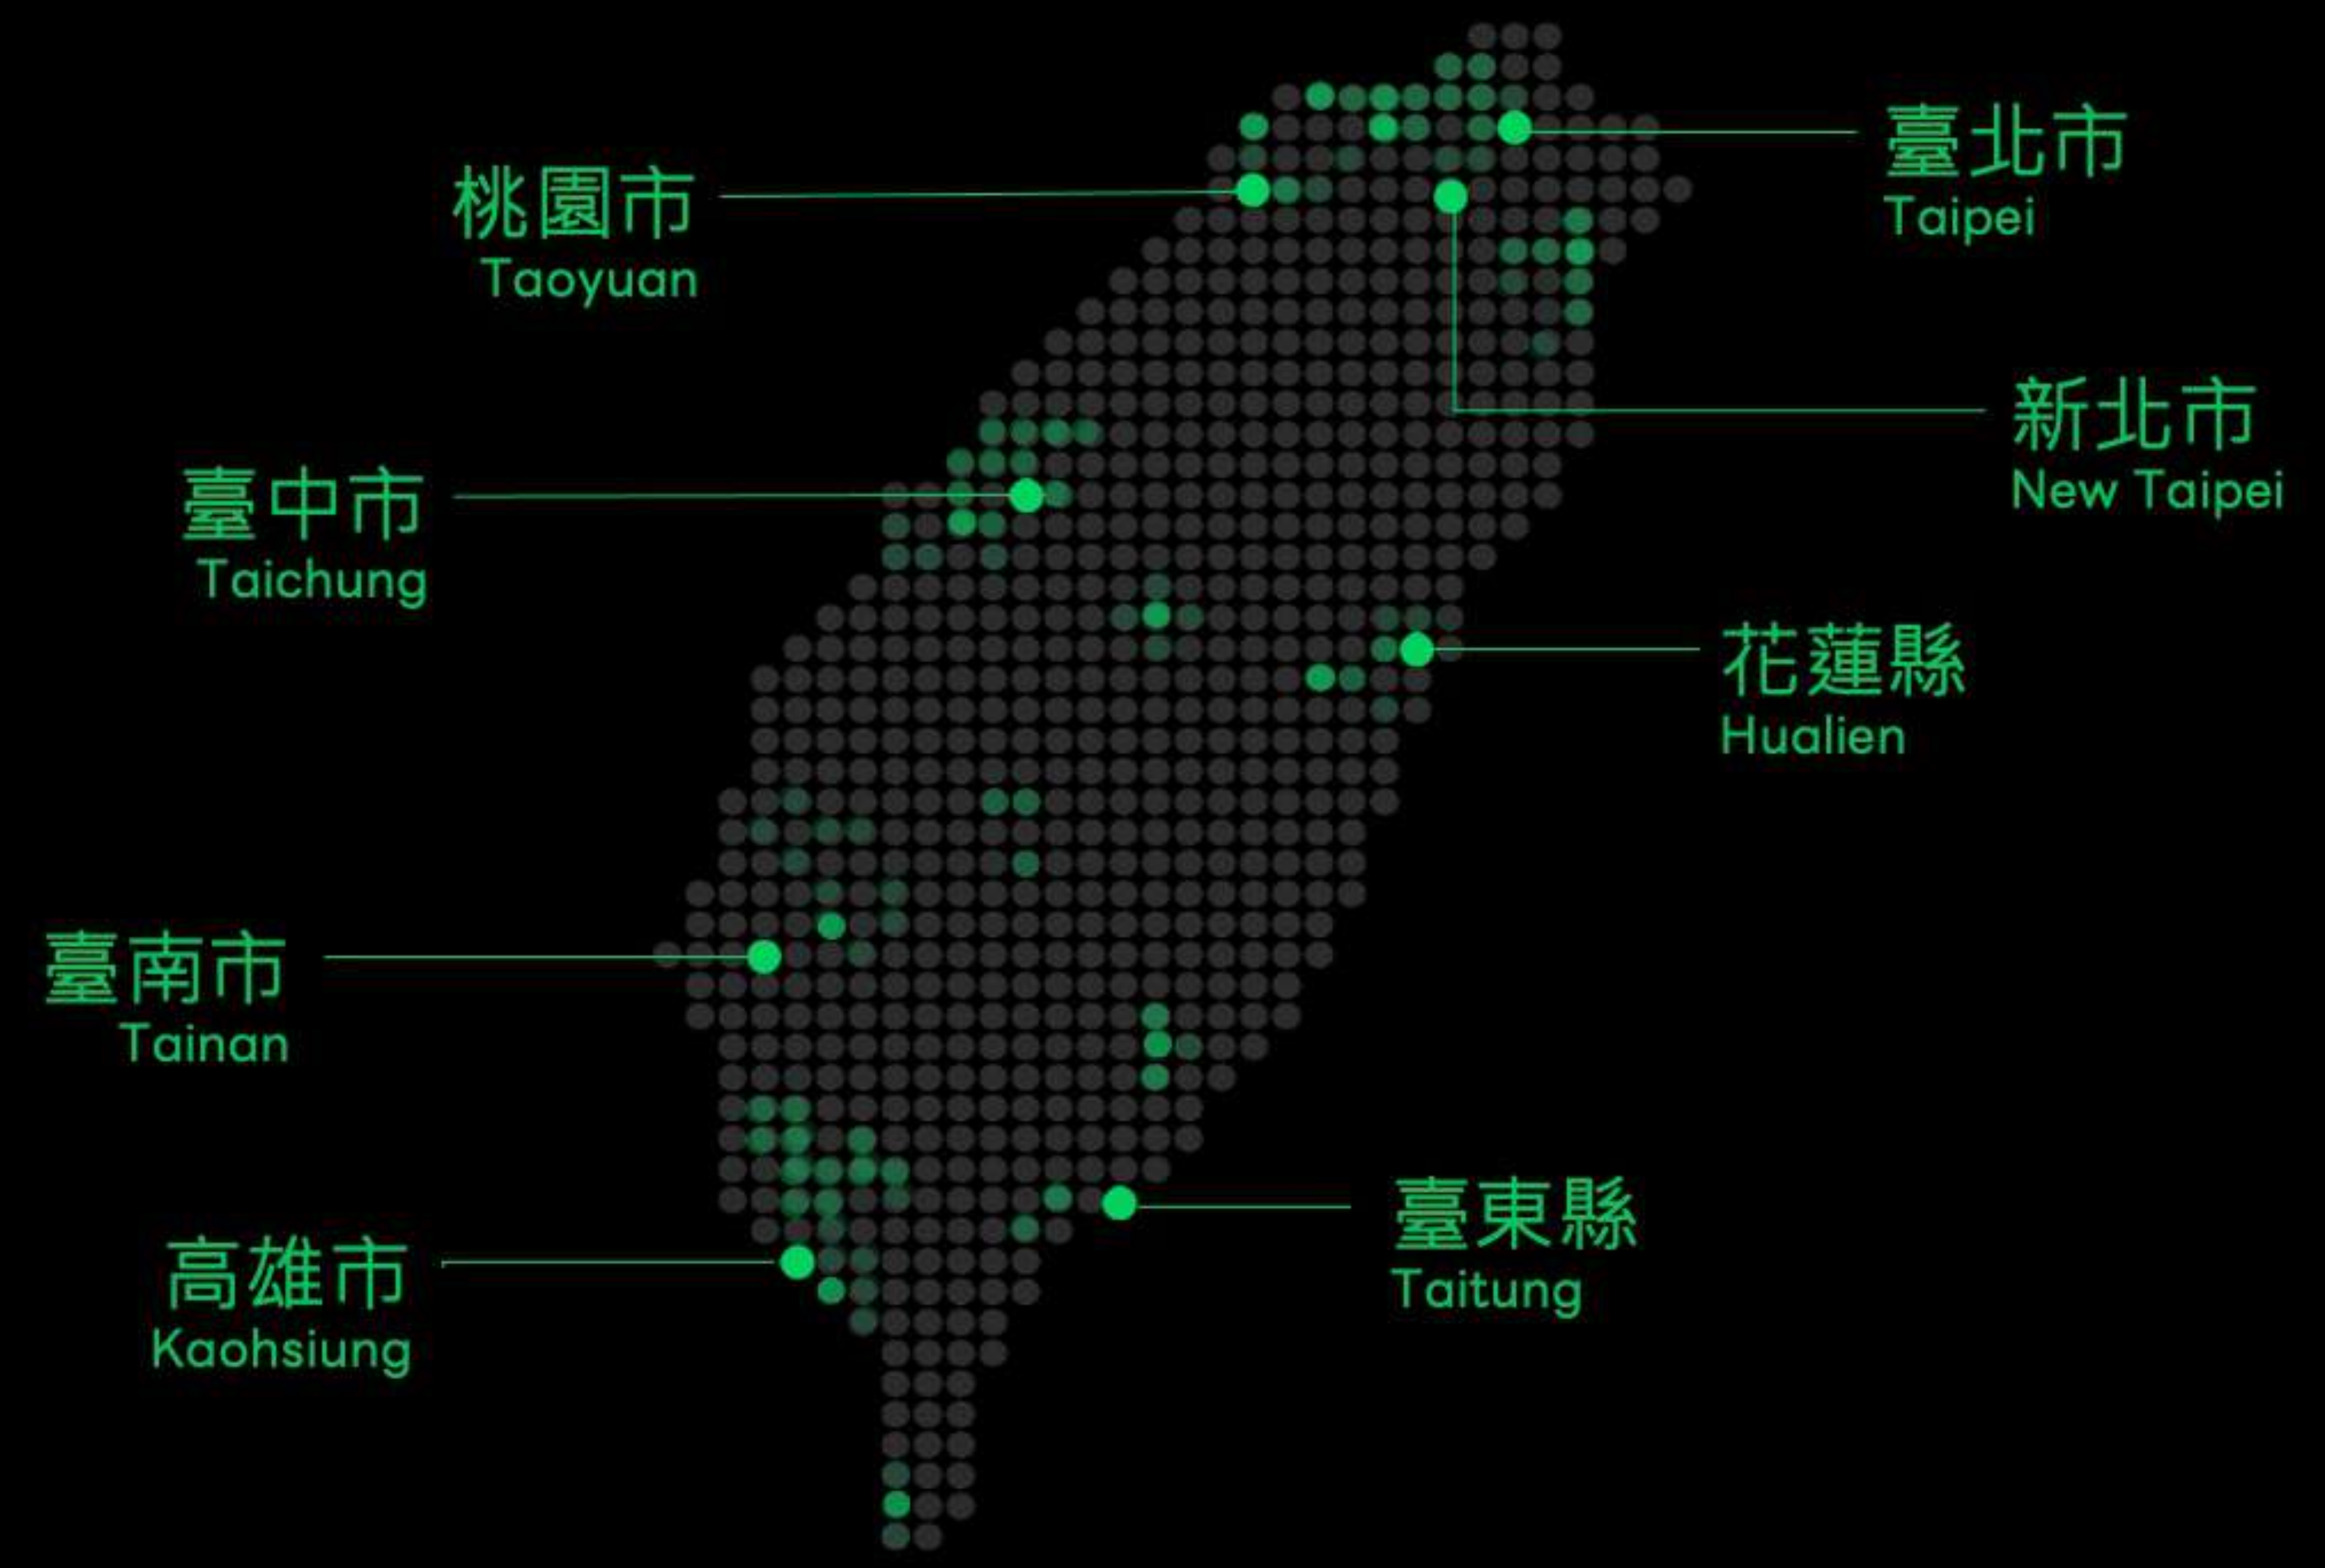 臺北市
Taipei
桃園市
Taoyuan
新北市
New Taipei
臺中市
Taichung
花蓮縣
Hualien
臺南市
Tainan
臺東縣
Taitung
高雄市
Kaohsiung